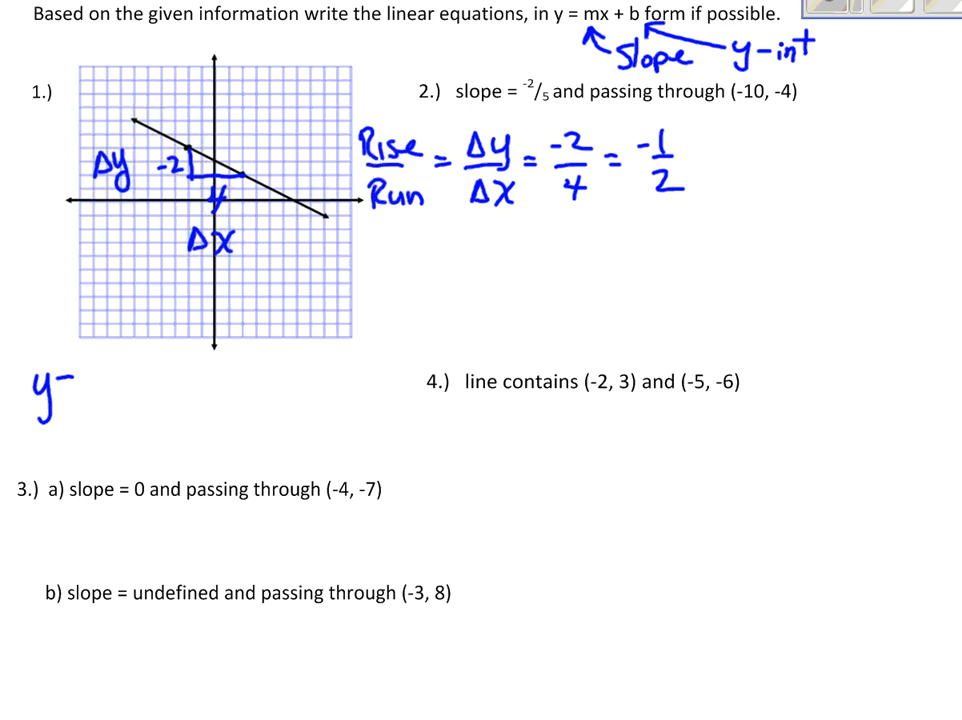 Based on the given information write the linear equations, in y = mx + b form if possible.
slope y-int
1.)
2.) slope = -2/5 and passing through (-10, -4)
Rise/Run = Δy/Δx = -2/4 = -1/2
Δy -2
4
Δx
y=
4.) line contains (-2, 3) and (-5, -6)
3.) a) slope = 0 and passing through (-4, -7)
b) slope = undefined and passing through (-3, 8)